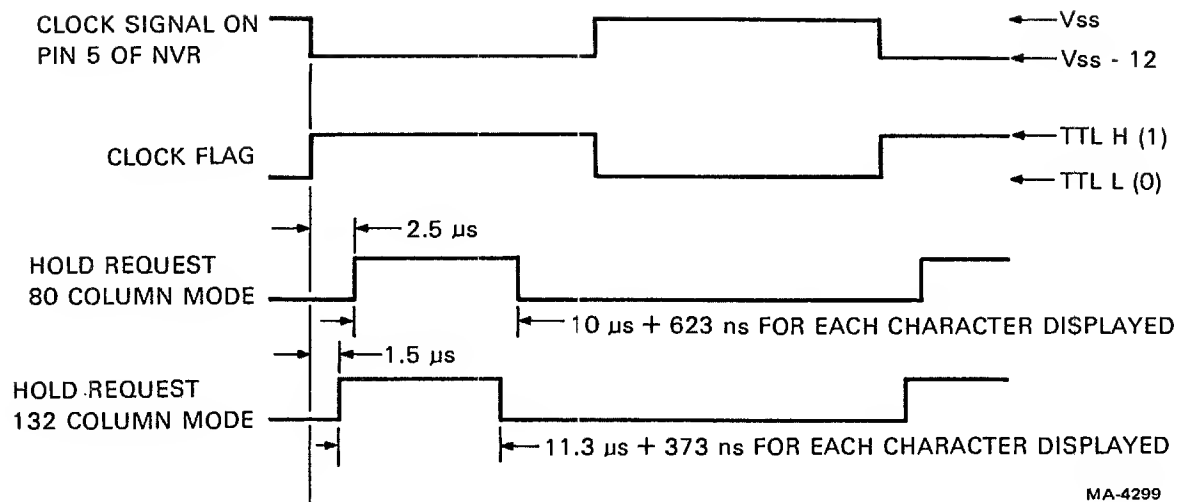 CLOCK SIGNAL ON
PIN 5 OF NVR
Vss
Vss - 12
CLOCK FLAG
TTL H (1)
TTL L (0)
2.5 µs
HOLD REQUEST
80 COLUMN MODE
10 µs + 623 ns FOR EACH CHARACTER DISPLAYED
1.5 µs
HOLD REQUEST
132 COLUMN MODE
11.3 µs + 373 ns FOR EACH CHARACTER DISPLAYED
MA-4299